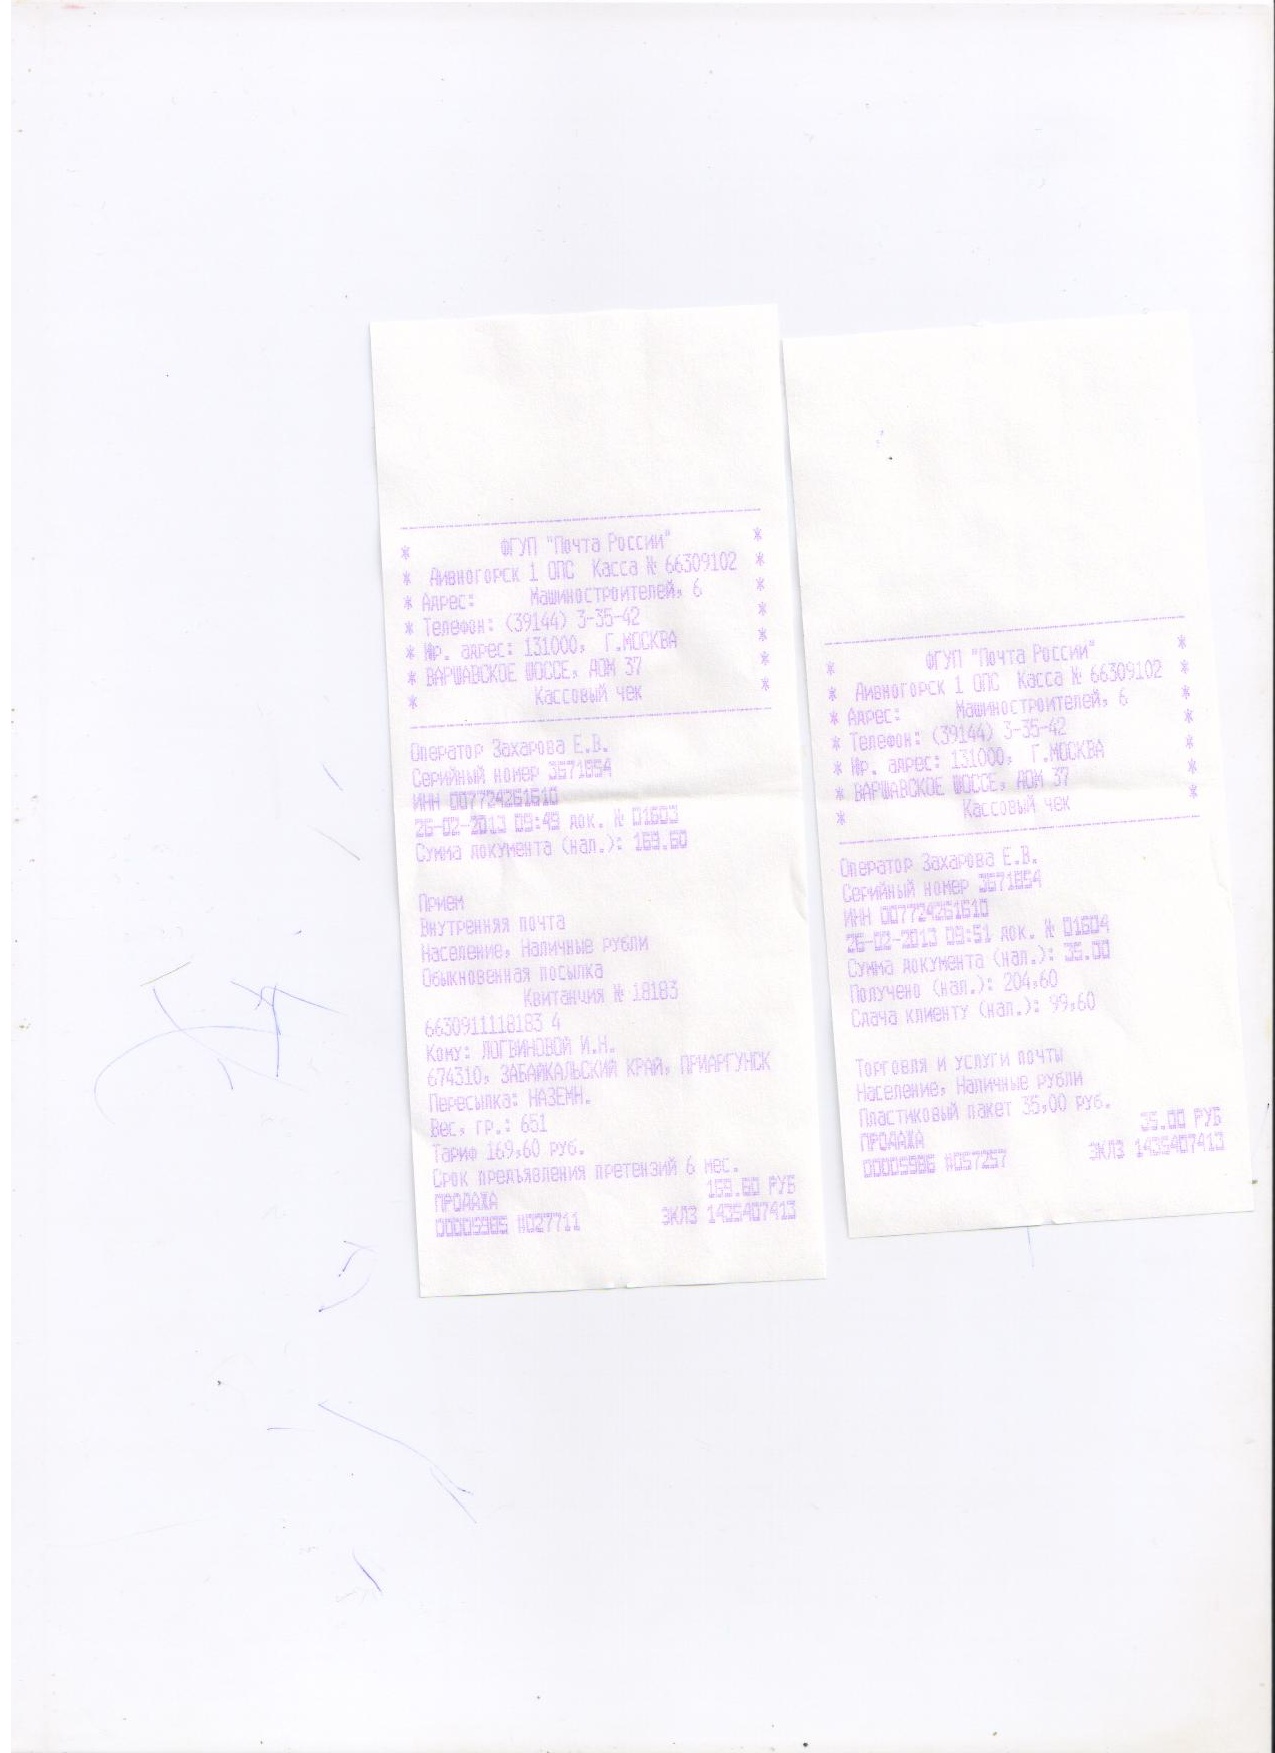 * ФГУП "Почта России" *
* Дивногорск 1 ОПС Касса № 66309102 *
* Адрес: Машиностроителей, 6 *
* Телефон: (39144) 3-35-42 *
* Юр. адрес: 131000, Г.МОСКВА *
* ВАРШАВСКОЕ ШОССЕ, ДОМ 37 *
* Кассовый чек *
Оператор Захарова Е.В.
Серийный номер 3571854
ИНН 007724261610
26-02-2013 09:49 док. № 01603
Сумма документа (нал.): 169.60
Прием
Внутренняя почта
Население, Наличные рубли
Обыкновенная посылка
Квитанция № 18183
6630911118183 4
Кому: ЛОГВИНОВОЙ И.Н.
674310, ЗАБАЙКАЛЬСКИЙ КРАЙ, ПРИАРГУНСК
Пересылка: НАЗЕМН.
Вес, гр.: 651
Тариф 169,60 руб.
Срок предъявления претензий 6 мес.
ПРОДАЖА 169.60 РУБ
00005985 #027711 ЭКЛЗ 1435407413
* ФГУП "Почта России" *
* Дивногорск 1 ОПС Касса № 66309102 *
* Адрес: Машиностроителей, 6 *
* Телефон: (39144) 3-35-42 *
* Юр. адрес: 131000, Г.МОСКВА *
* ВАРШАВСКОЕ ШОССЕ, ДОМ 37 *
* Кассовый чек *
Оператор Захарова Е.В.
Серийный номер 3571854
ИНН 007724261610
26-02-2013 09:51 док. № 01604
Сумма документа (нал.): 35.00
Получено (нал.): 204,60
Сдача клиенту (нал.): 99,60
Торговля и услуги почты
Население, Наличные рубли
Пластиковый пакет 35,00 руб.
ПРОДАЖА 35.00 РУБ
00005986 #057257 ЭКЛЗ 1435407413